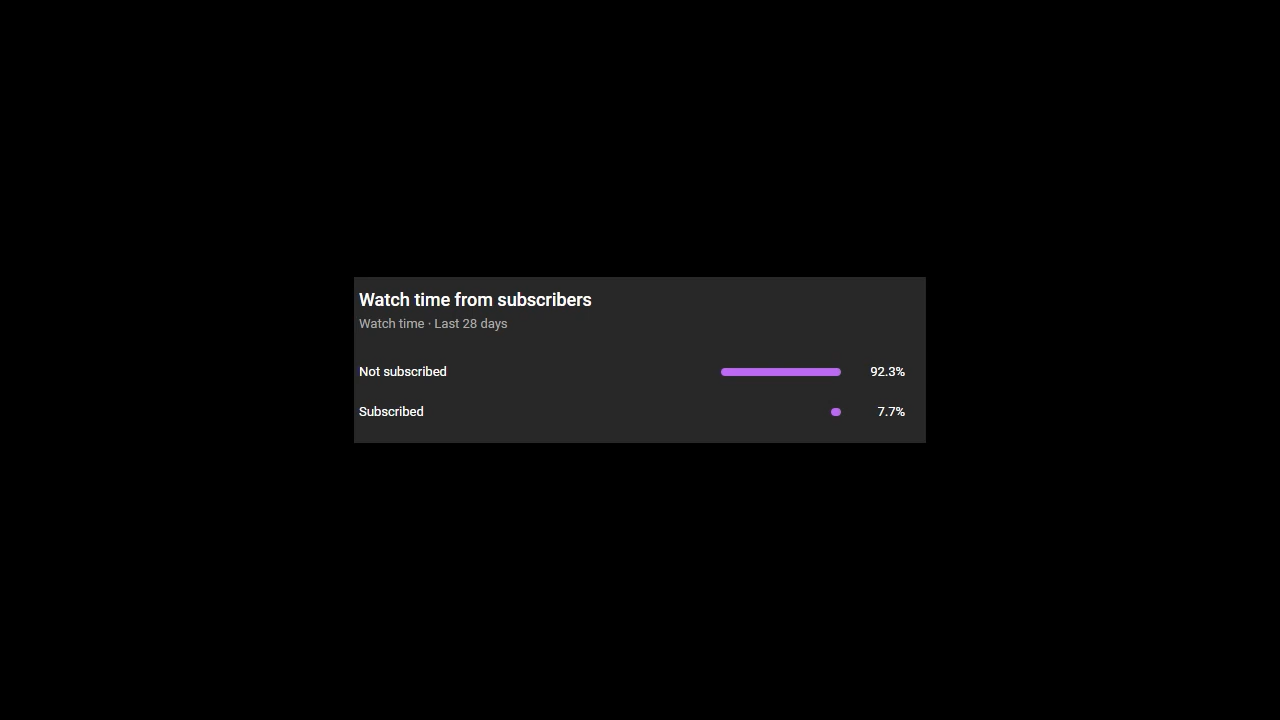 Watch time from subscribers
Watch time · Last 28 days
Not subscribed 92.3%
Subscribed 7.7%